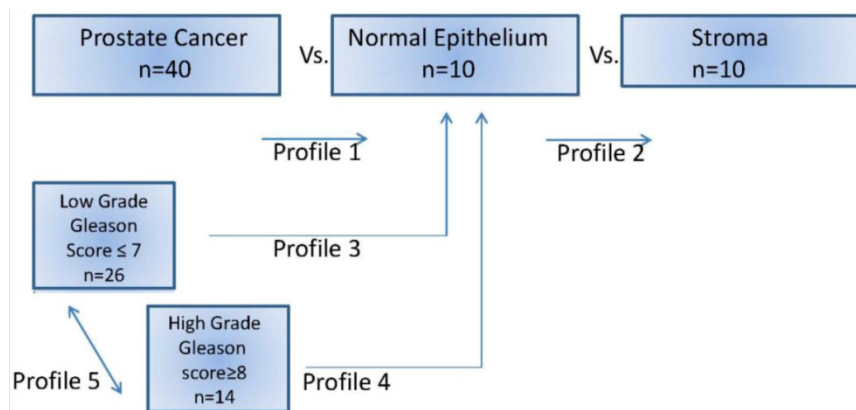 Prostate Cancer
n=40
Vs.
Normal Epithelium
n=10
Vs.
Stroma
n=10
Profile 1
Profile 2
Low Grade
Gleason
Score ≤ 7
n=26
Profile 3
High Grade
Gleason
score≥8
n=14
Profile 4
Profile 5